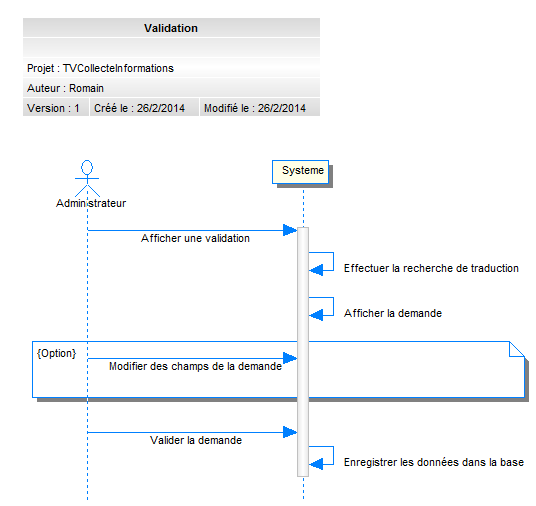 Validation
Projet : TVCollecteInformations
Auteur : Romain
Version : 1 Créé le : 26/2/2014 Modifié le : 26/2/2014
Systeme
Administrateur
Afficher une validation
Effectuer la recherche de traduction
Afficher la demande
{Option}
Modifier des champs de la demande
Valider la demande
Enregistrer les données dans la base